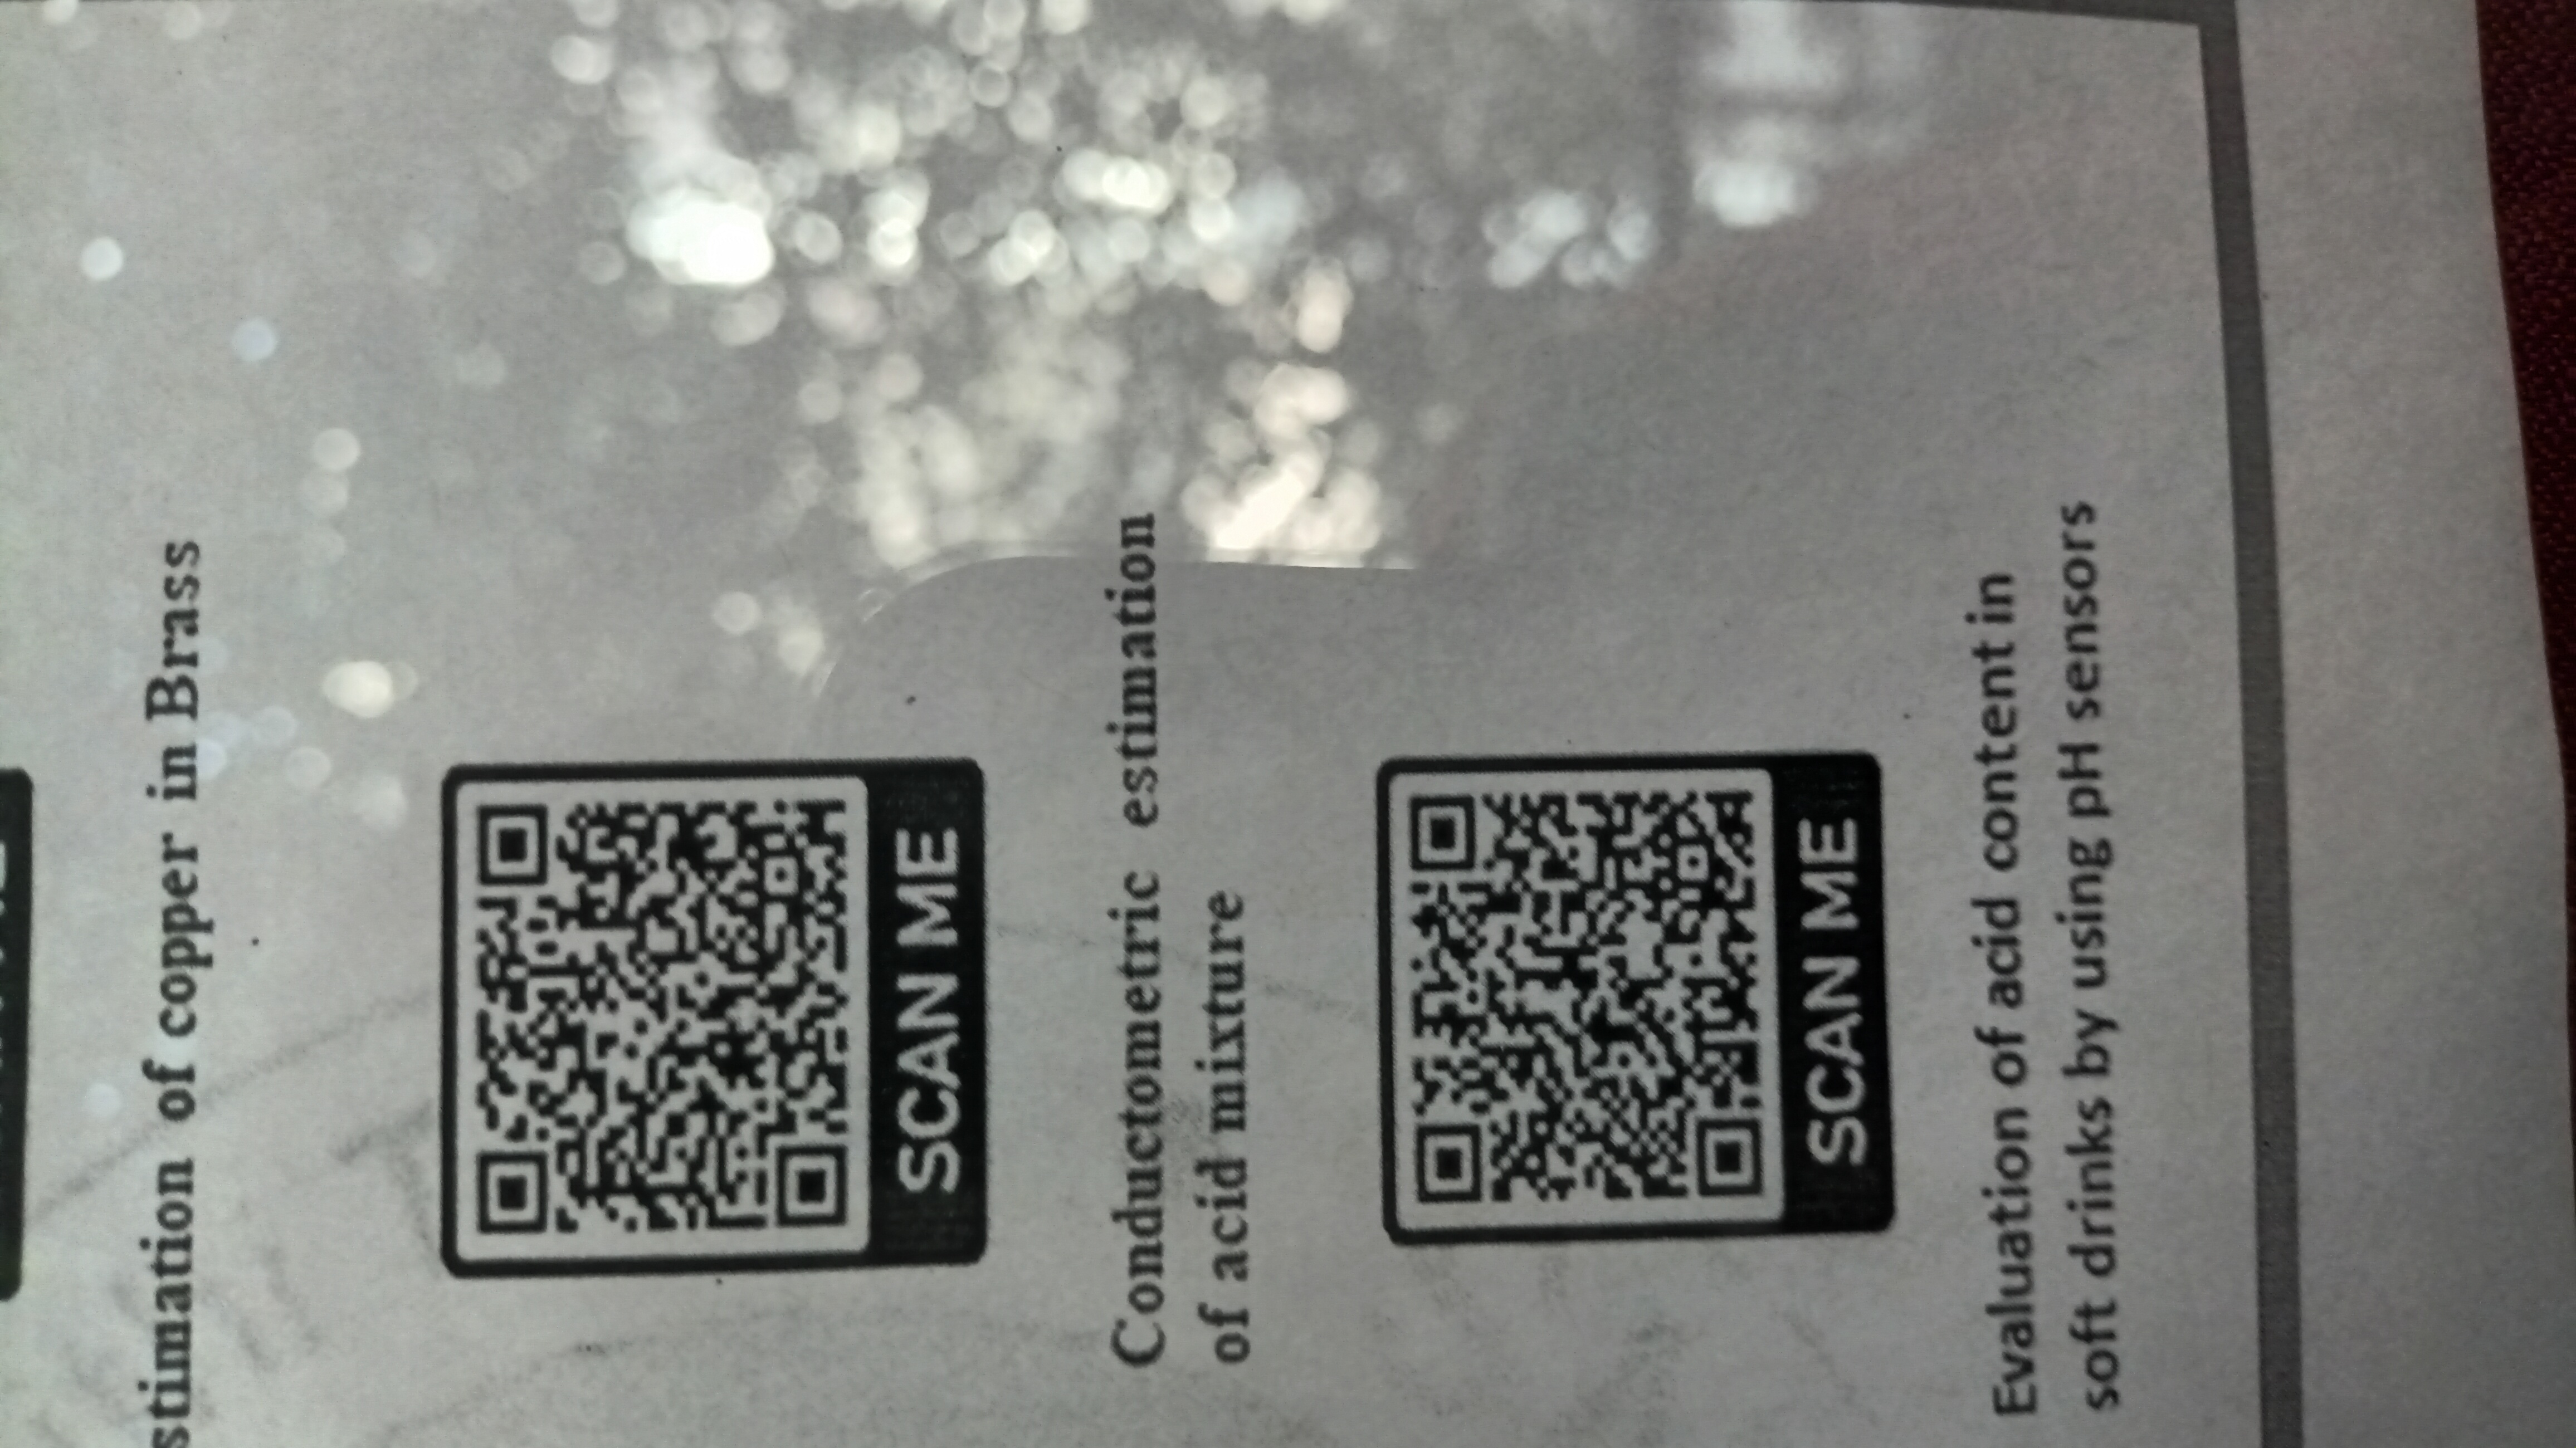 stimation of copper in Brass
SCAN ME
Conductometric estimation
of acid mixture
SCAN ME
Evaluation of acid content in
soft drinks by using pH sensors